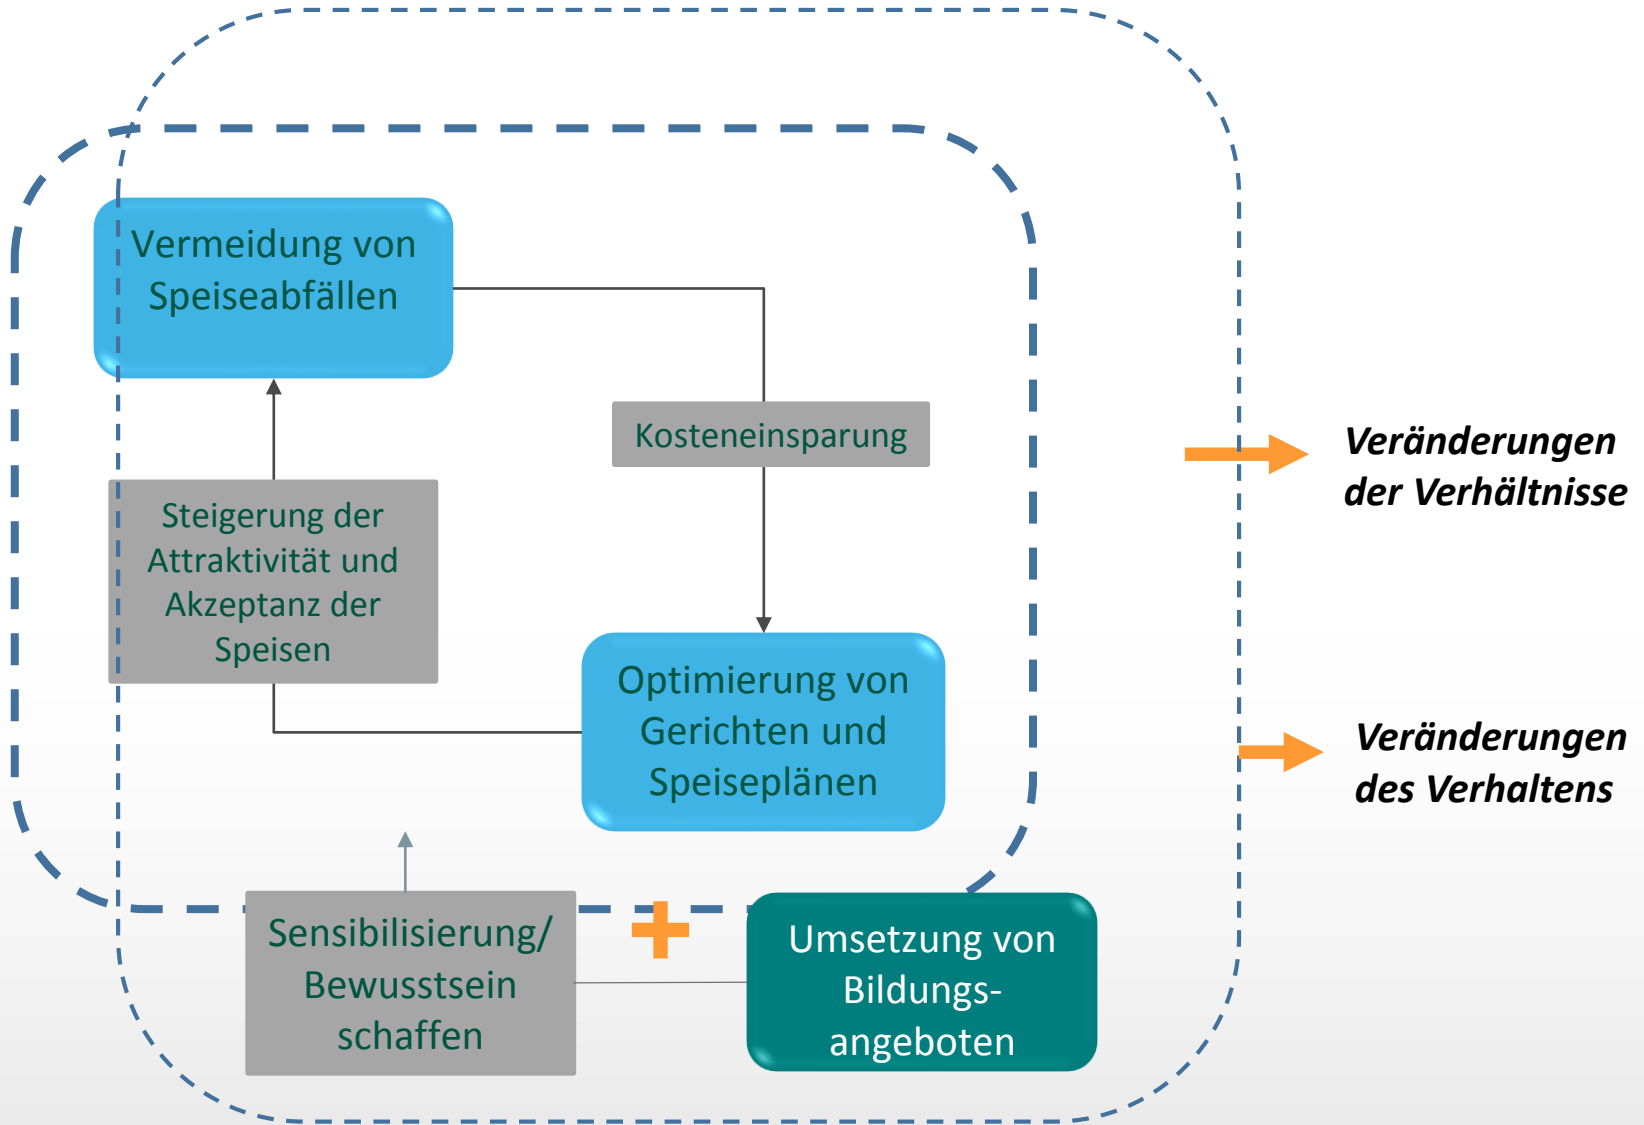 Vermeidung von
Speiseabfällen
Kosteneinsparung
Veränderungen
der Verhältnisse
Steigerung der
Attraktivität und
Akzeptanz der
Speisen
Optimierung von
Gerichten und
Speiseplänen
Veränderungen
des Verhaltens
Sensibilisierung/
Bewusstsein
schaffen
Umsetzung von
Bildungs-
angeboten